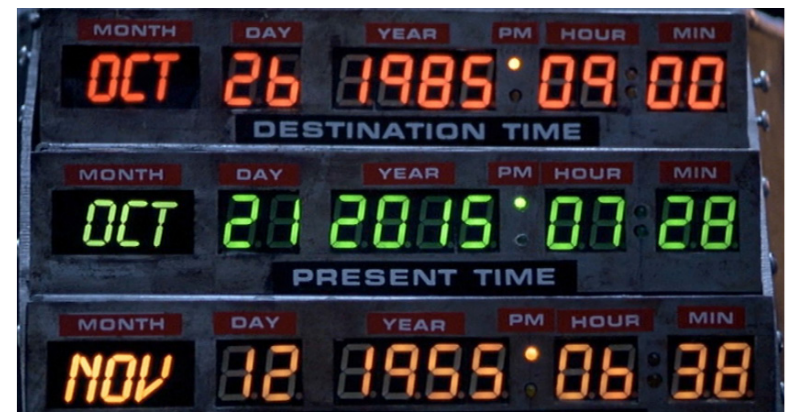 MONTH DAY YEAR PM HOUR MIN
OCT 26 1985 09 00
DESTINATION TIME
MONTH DAY YEAR PM HOUR MIN
OCT 21 2015 07 28
PRESENT TIME
MONTH DAY YEAR PM HOUR MIN
NOV 12 1955 06 38